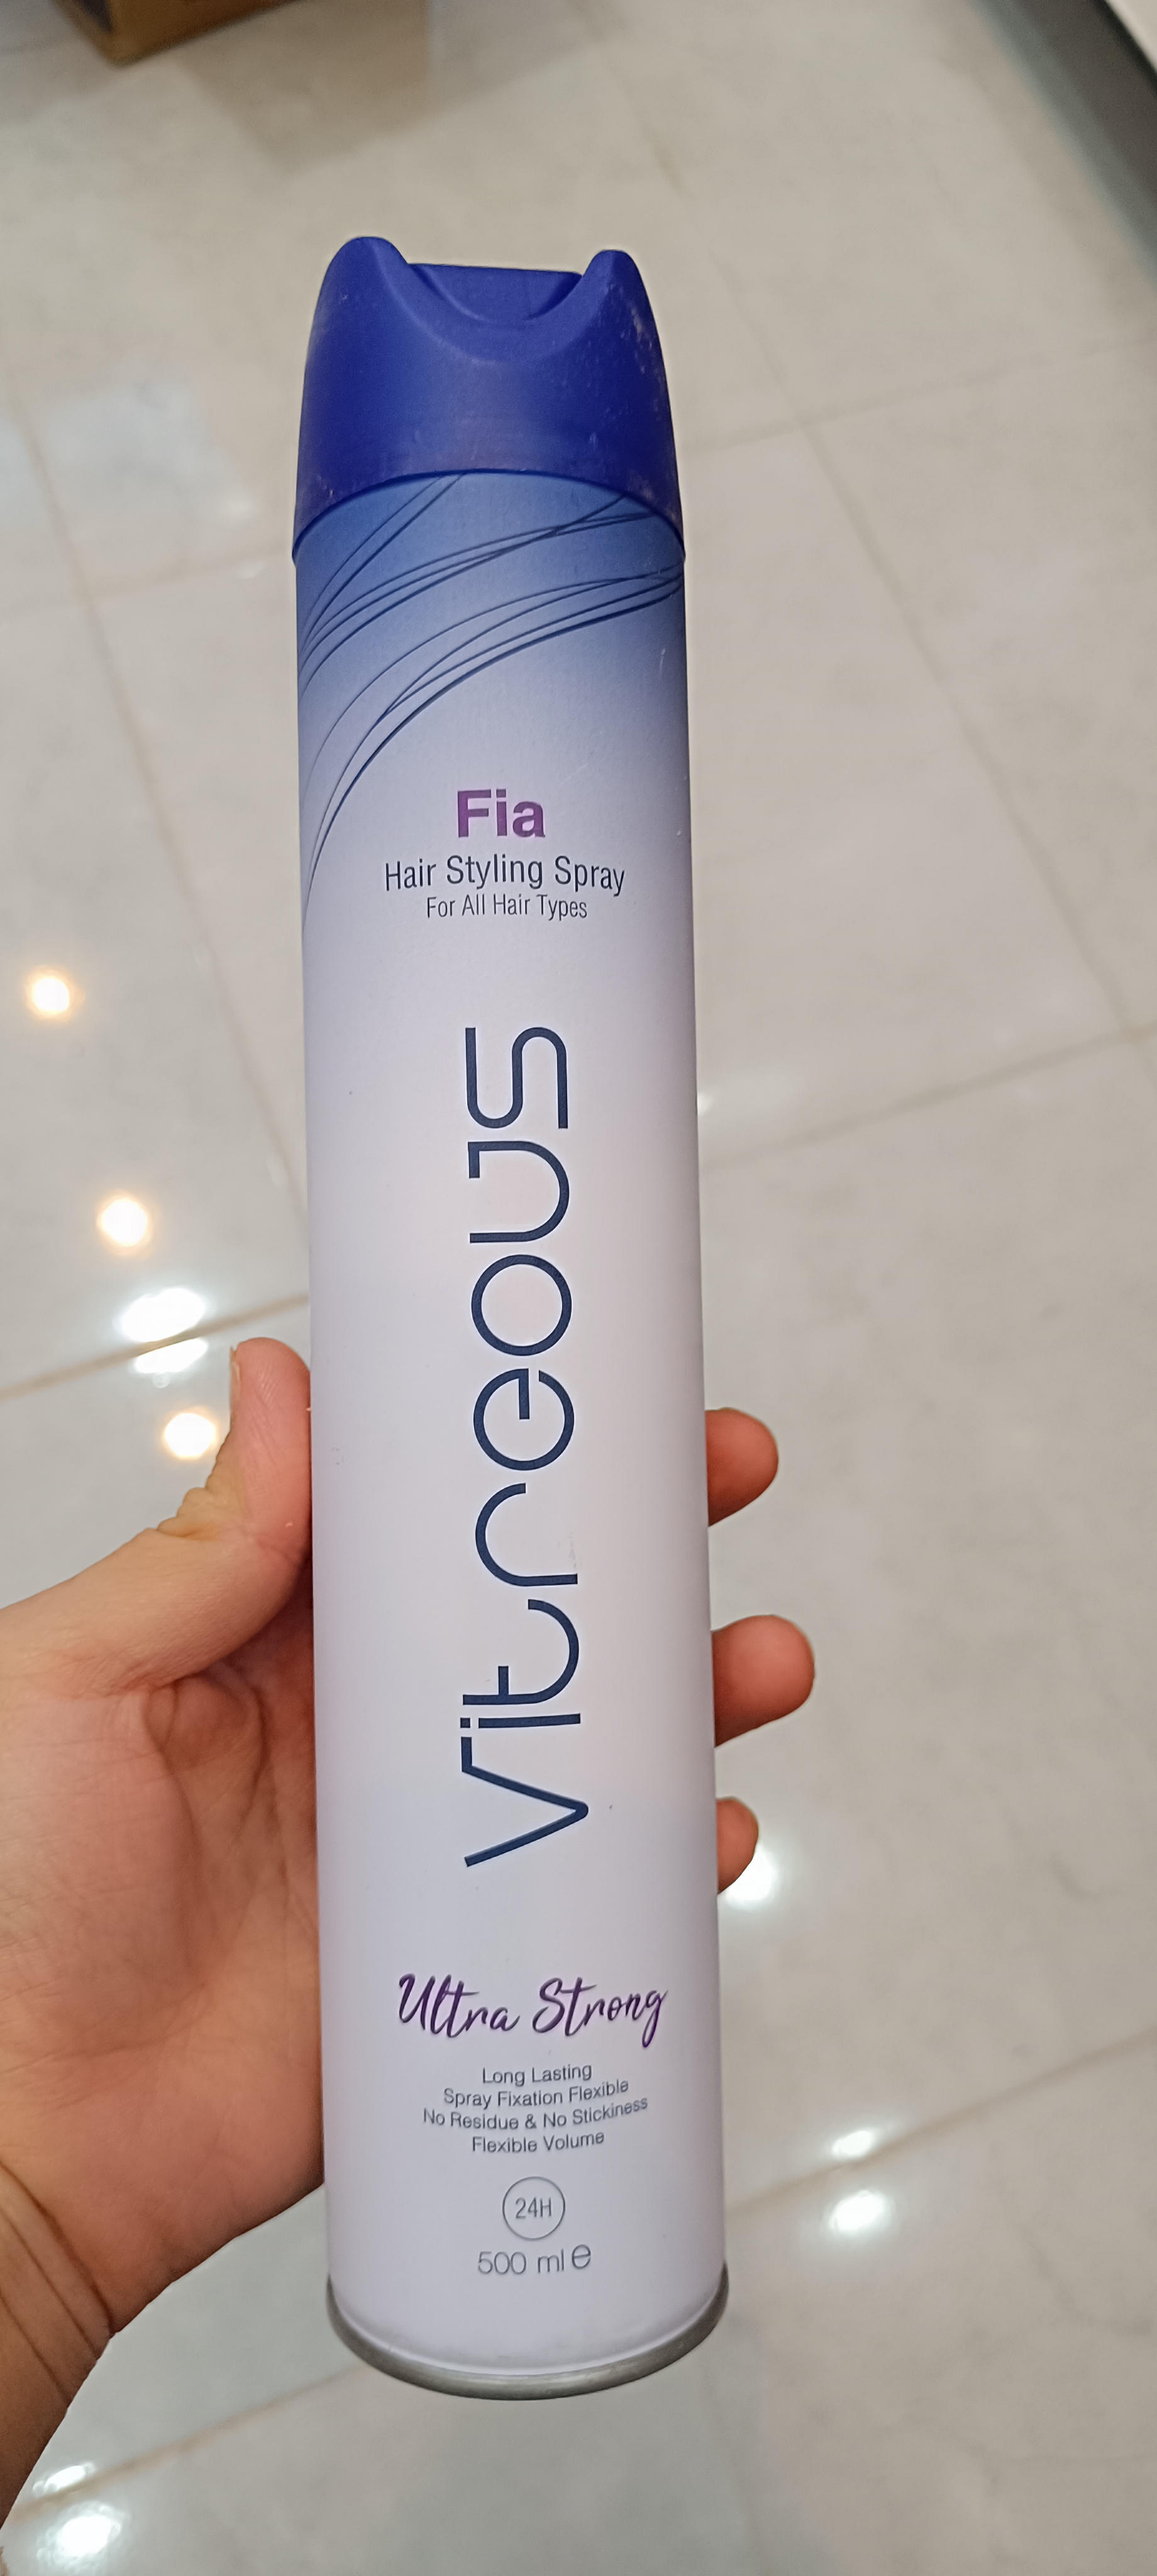 Fia
Hair Styling Spray
For All Hair Types
vitreous
Ultra Strong
Long Lasting
Spray Fixation Flexible
No Residue & No Stickiness
Flexible Volume
24H
500 ml e